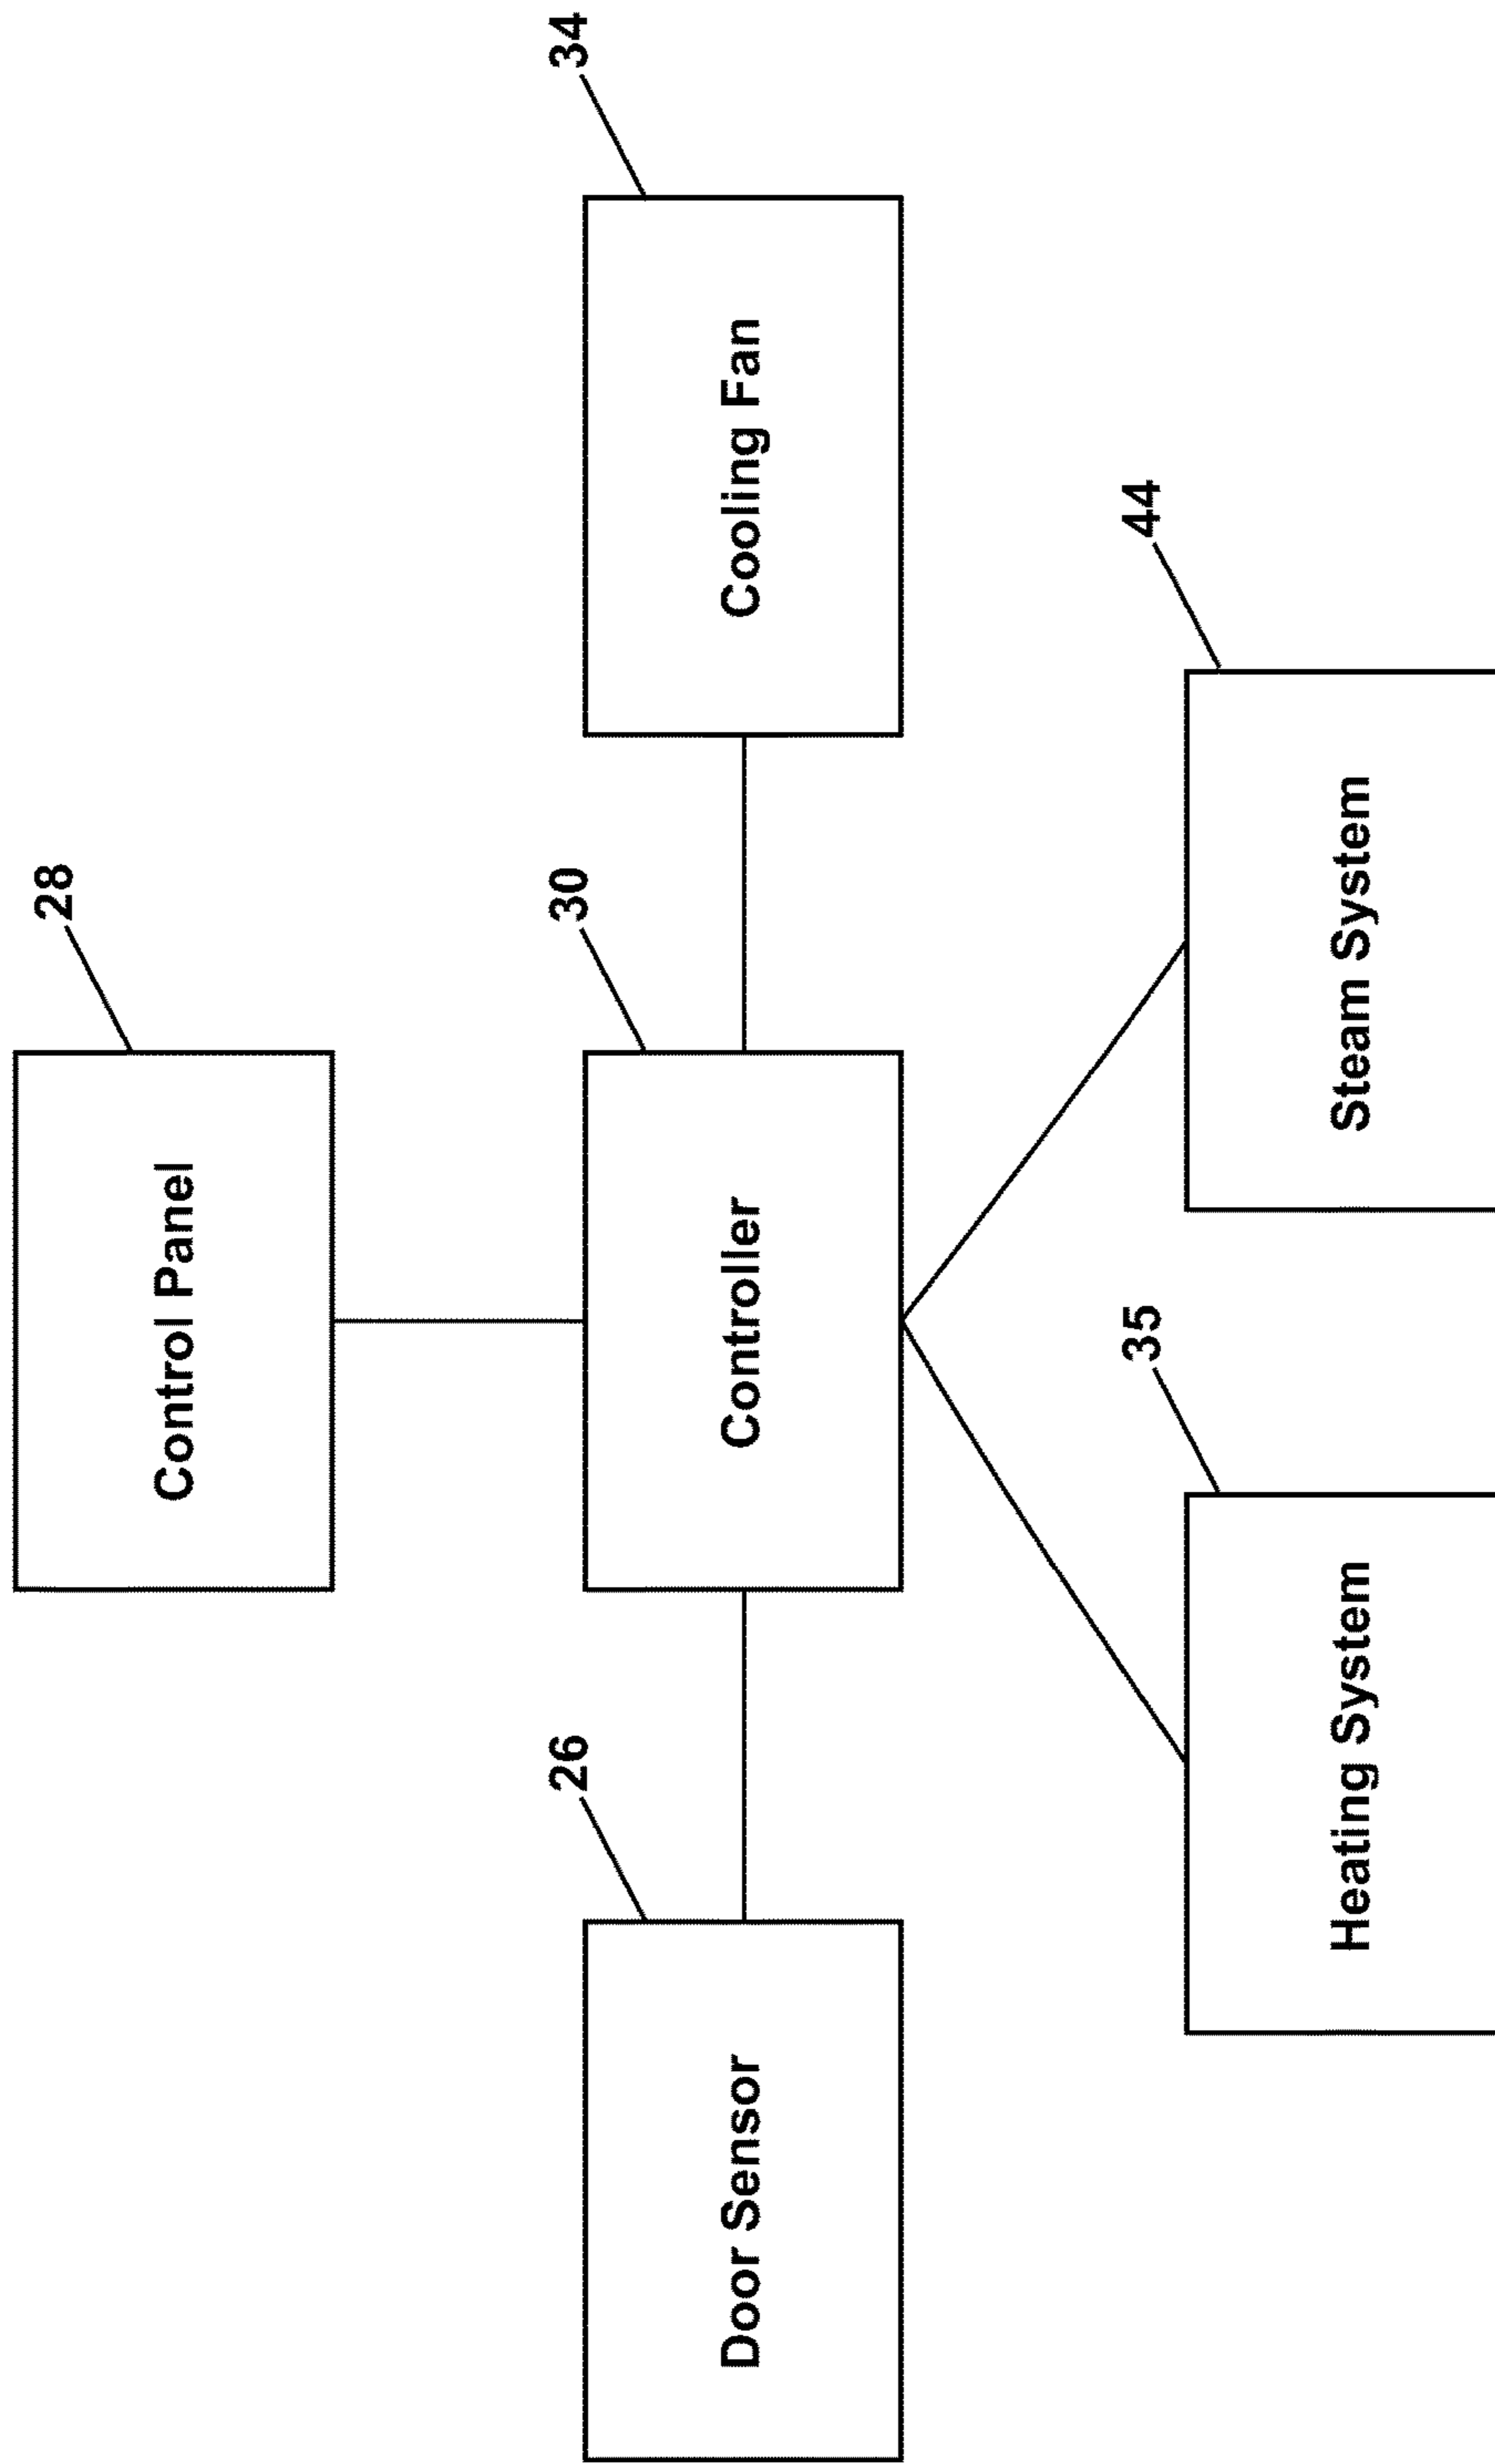 28
Control Panel
26
30
34
Door Sensor
Controller
Cooling Fan
35
44
Heating System
Steam System